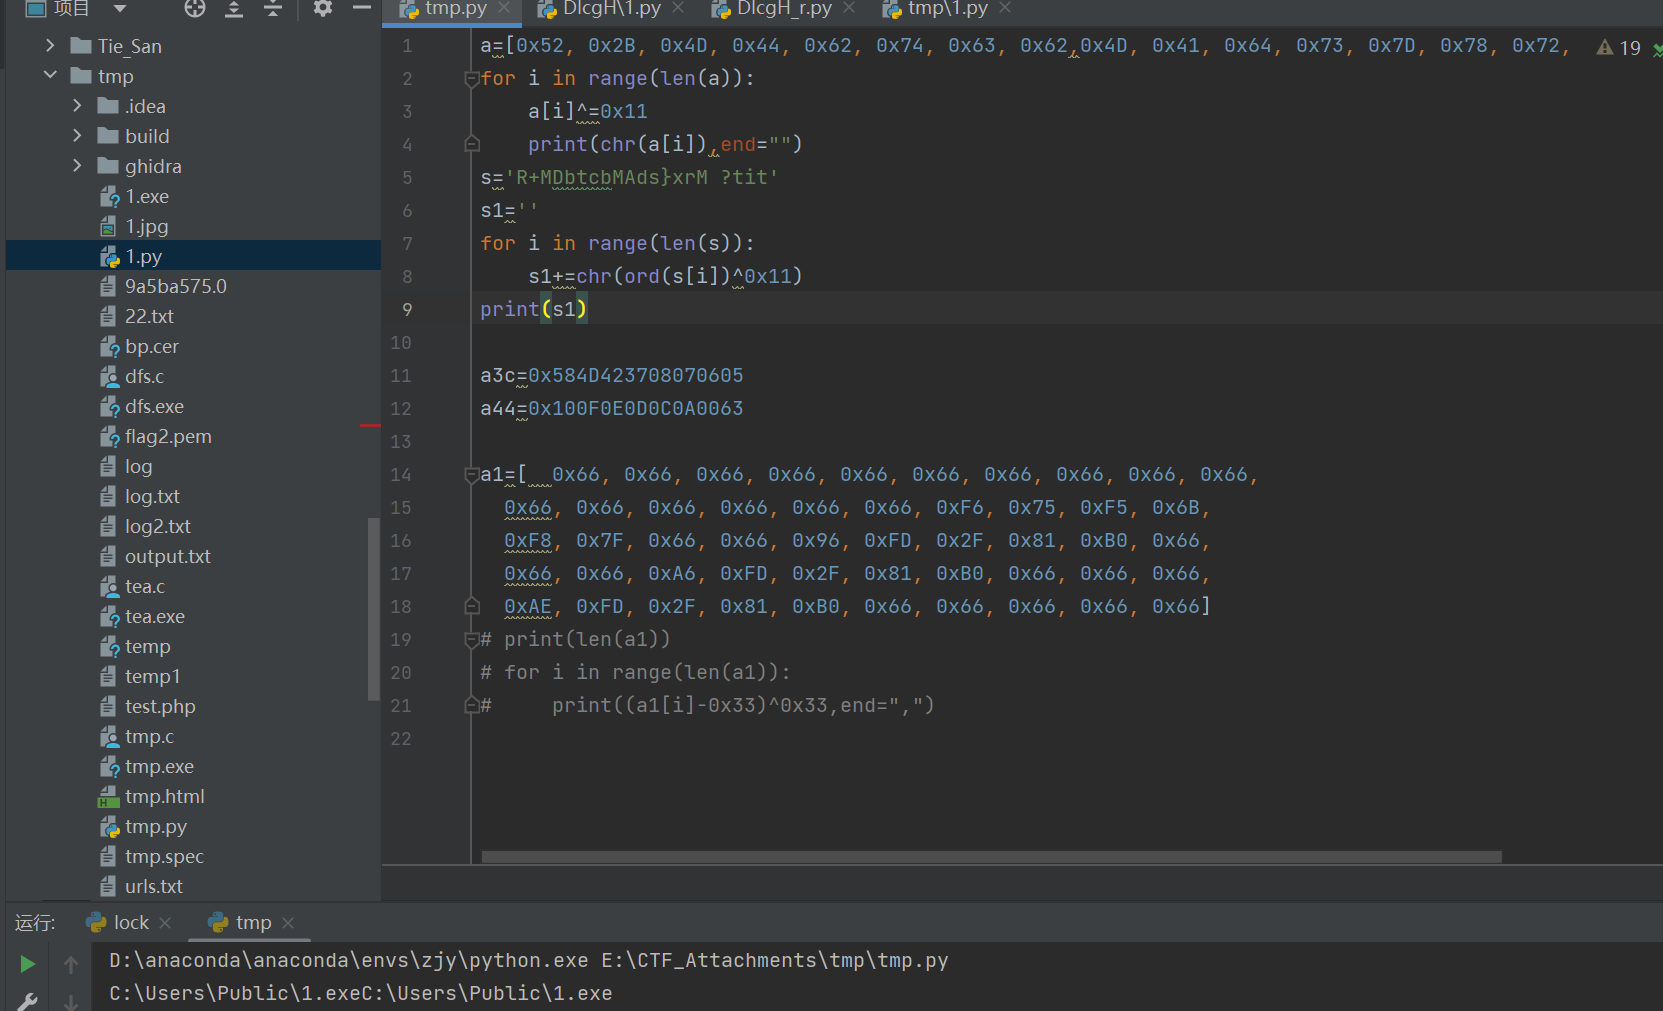 项目
tmp.py
DlcgH\1.py
DlcgH_r.py
tmp\1.py
Tie_San
tmp
.idea
build
ghidra
1.exe
1.jpg
1.py
9a5ba575.0
22.txt
bp.cer
dfs.c
dfs.exe
flag2.pem
log
log.txt
log2.txt
output.txt
tea.c
tea.exe
temp
temp1
test.php
tmp.c
tmp.exe
tmp.html
tmp.py
tmp.spec
urls.txt
1 a=[0x52, 0x2B, 0x4D, 0x44, 0x62, 0x74, 0x63, 0x62,0x4D, 0x41, 0x64, 0x73, 0x7D, 0x78, 0x72,
19
2 for i in range(len(a)):
3     a[i]^=0x11
4     print(chr(a[i]),end="")
5 s='R+MDbtcbMAds}xrM ?tit'
6 s1=''
7 for i in range(len(s)):
8     s1+=chr(ord(s[i])^0x11)
9 print(s1)
10
11 a3c=0x584D423708070605
12 a44=0x100F0E0D0C0A0063
13
14 a1=[  0x66, 0x66, 0x66, 0x66, 0x66, 0x66, 0x66, 0x66, 0x66, 0x66,
15   0x66, 0x66, 0x66, 0x66, 0x66, 0x66, 0xF6, 0x75, 0xF5, 0x6B,
16   0xF8, 0x7F, 0x66, 0x66, 0x96, 0xFD, 0x2F, 0x81, 0xB0, 0x66,
17   0x66, 0x66, 0xA6, 0xFD, 0x2F, 0x81, 0xB0, 0x66, 0x66, 0x66,
18   0xAE, 0xFD, 0x2F, 0x81, 0xB0, 0x66, 0x66, 0x66, 0x66, 0x66]
19 # print(len(a1))
20 # for i in range(len(a1)):
21 #     print((a1[i]-0x33)^0x33,end=",")
22
运行: lock tmp
D:\anaconda\anaconda\envs\zjy\python.exe E:\CTF_Attachments\tmp\tmp.py
C:\Users\Public\1.exeC:\Users\Public\1.exe